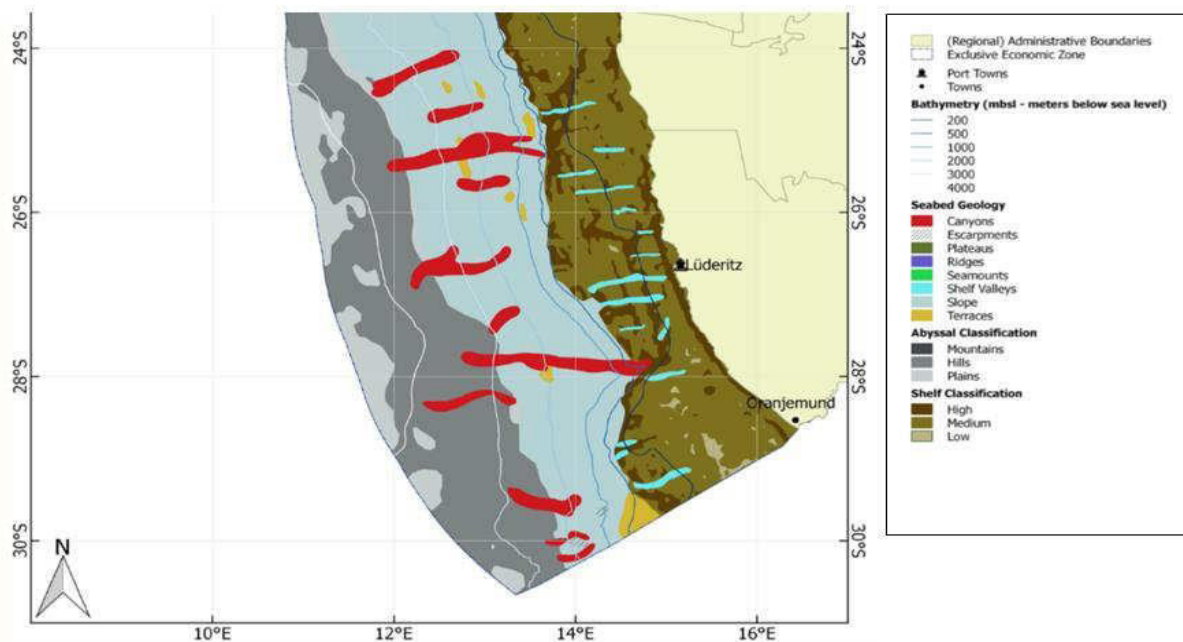 24°S
26°S
28°S
30°S
24°S
26°S
28°S
30°S
10°E
12°E
14°E
16°E
N
Lüderitz
Oranjemund
(Regional) Administrative Boundaries
Exclusive Economic Zone
Port Towns
Towns
Bathymetry (mbsl - meters below sea level)
200
500
1000
2000
3000
4000
Seabed Geology
Canyons
Escarpments
Plateaus
Ridges
Seamounts
Shelf Valleys
Slope
Terraces
Abyssal Classification
Mountains
Hills
Plains
Shelf Classification
High
Medium
Low